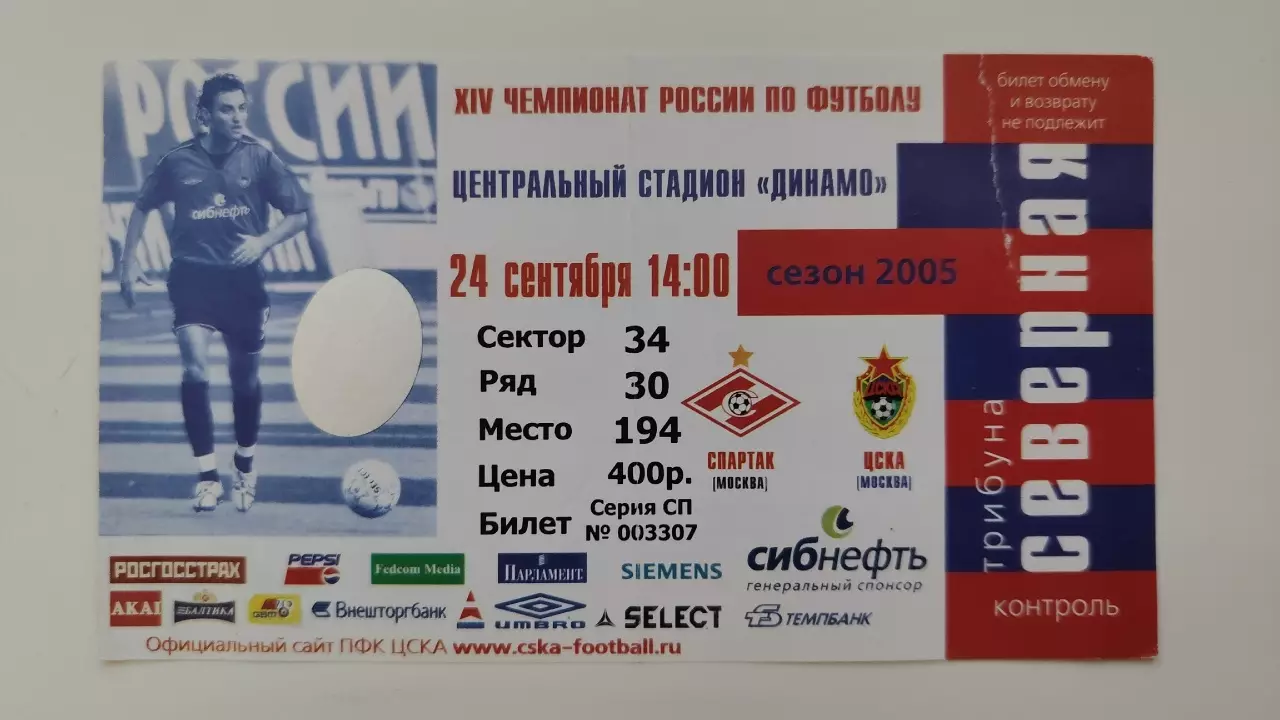 РОССИИ
сибнефть
SELECT
XIV ЧЕМПИОНАТ РОССИИ ПО ФУТБОЛУ
ЦЕНТРАЛЬНЫЙ СТАДИОН «ДИНАМО»
24 сентября 14:00
сезон 2005
Сектор 34
Ряд 30
Место 194
Цена 400р.
Билет Серия СП
№ 003307
СПАРТАК
(МОСКВА)
ЦСКА
ЦСКА
(МОСКВА)
РОСГОССТРАХ
PEPSI
Fedcom Media
ПАРЛАМЕНТ
SIEMENS
сибнефть
генеральный спонсор
AKAI
БАЛТИКА
Внешторгбанк
UMBRO
SELECT
ТЕМПБАНК
Официальный сайт ПФК ЦСКА www.cska-football.ru
билет обмену
и возврату
не подлежит
трибуна
северная
контроль